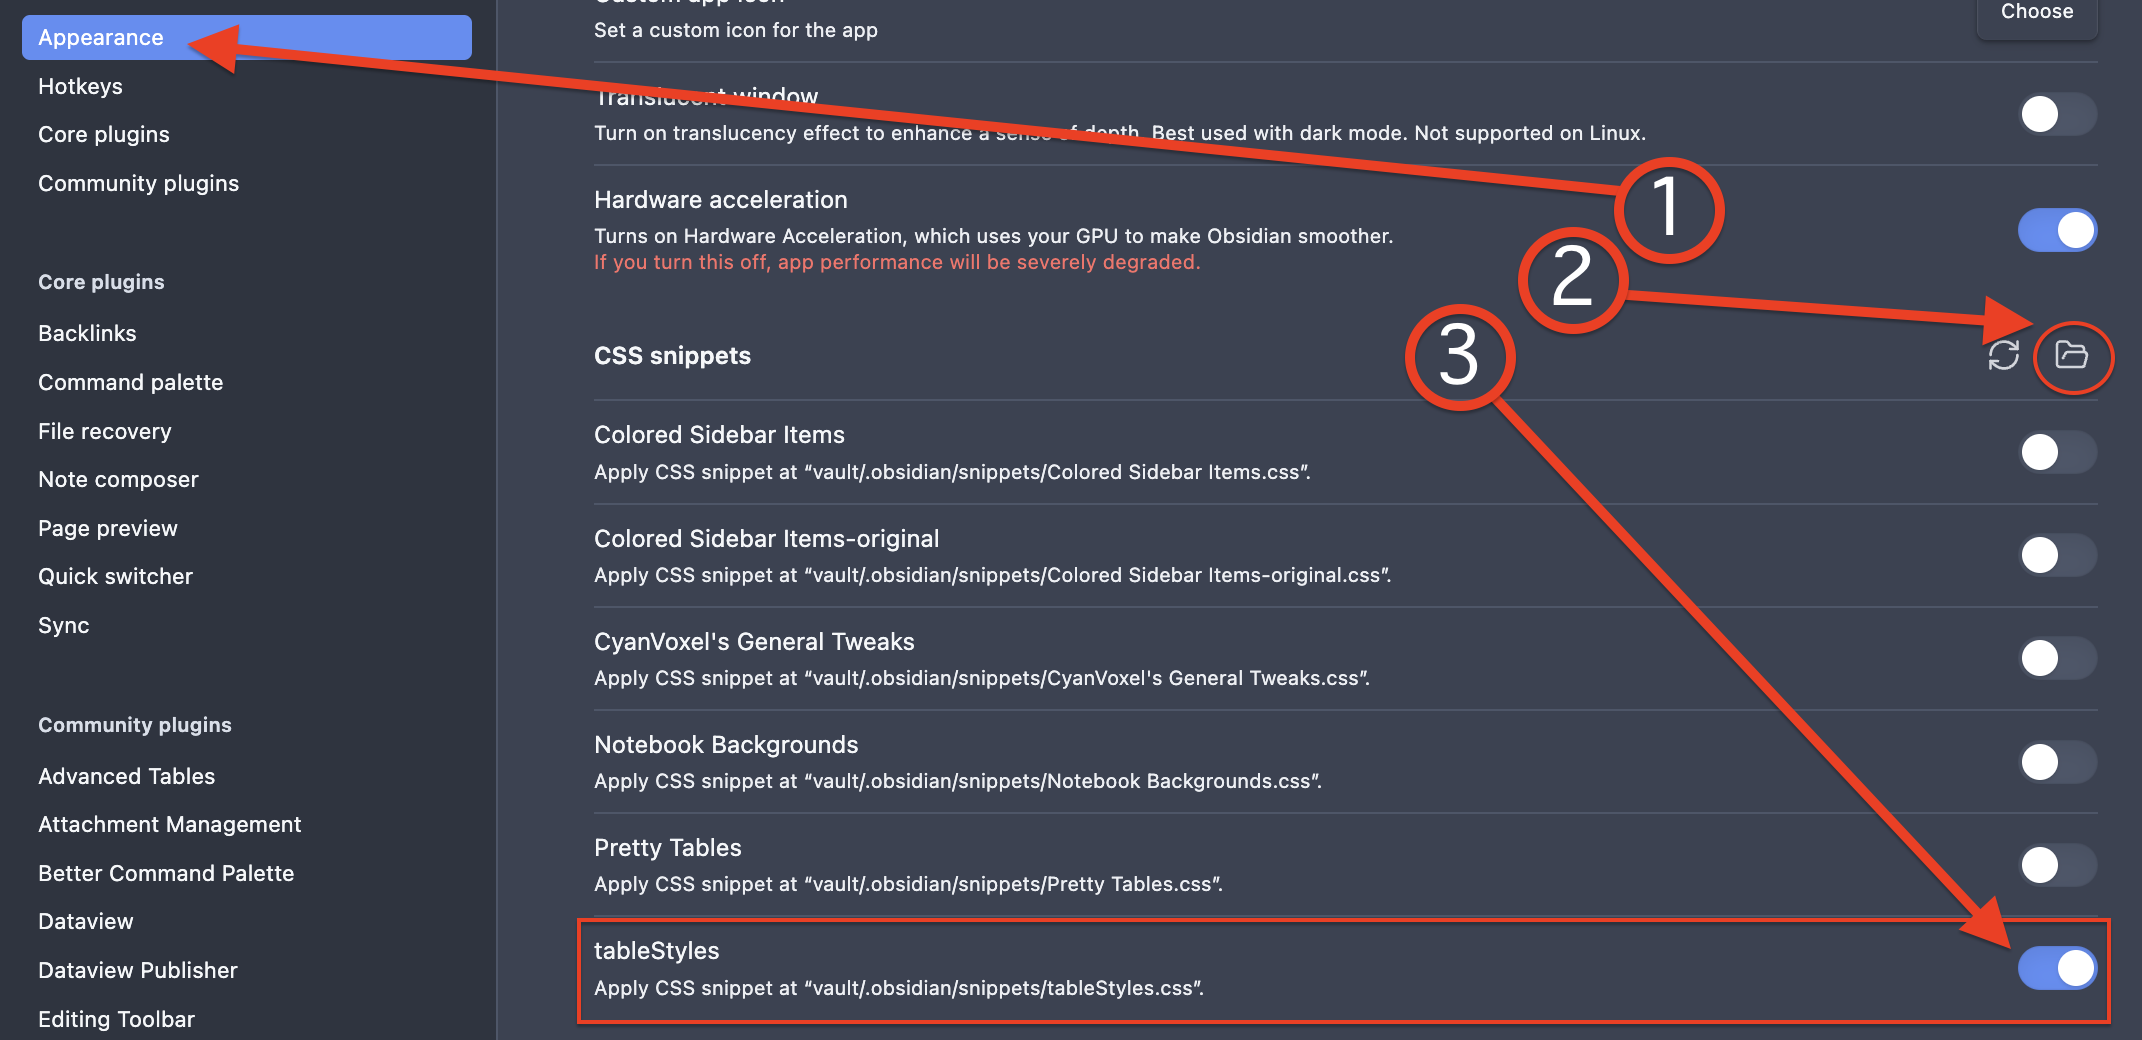 Appearance
Hotkeys
Core plugins
Community plugins
Core plugins
Backlinks
Command palette
File recovery
Note composer
Page preview
Quick switcher
Sync
Community plugins
Advanced Tables
Attachment Management
Better Command Palette
Dataview
Dataview Publisher
Editing Toolbar
Custom app icon
Set a custom icon for the app
Choose
Translucent window
Turn on translucency effect to enhance a sense of depth. Best used with dark mode. Not supported on Linux.
Hardware acceleration
Turns on Hardware Acceleration, which uses your GPU to make Obsidian smoother.
If you turn this off, app performance will be severely degraded.
1
2
3
CSS snippets
Colored Sidebar Items
Apply CSS snippet at “vault/.obsidian/snippets/Colored Sidebar Items.css”.
Colored Sidebar Items-original
Apply CSS snippet at “vault/.obsidian/snippets/Colored Sidebar Items-original.css”.
CyanVoxel's General Tweaks
Apply CSS snippet at “vault/.obsidian/snippets/CyanVoxel's General Tweaks.css”.
Notebook Backgrounds
Apply CSS snippet at “vault/.obsidian/snippets/Notebook Backgrounds.css”.
Pretty Tables
Apply CSS snippet at “vault/.obsidian/snippets/Pretty Tables.css”.
tableStyles
Apply CSS snippet at “vault/.obsidian/snippets/tableStyles.css”.